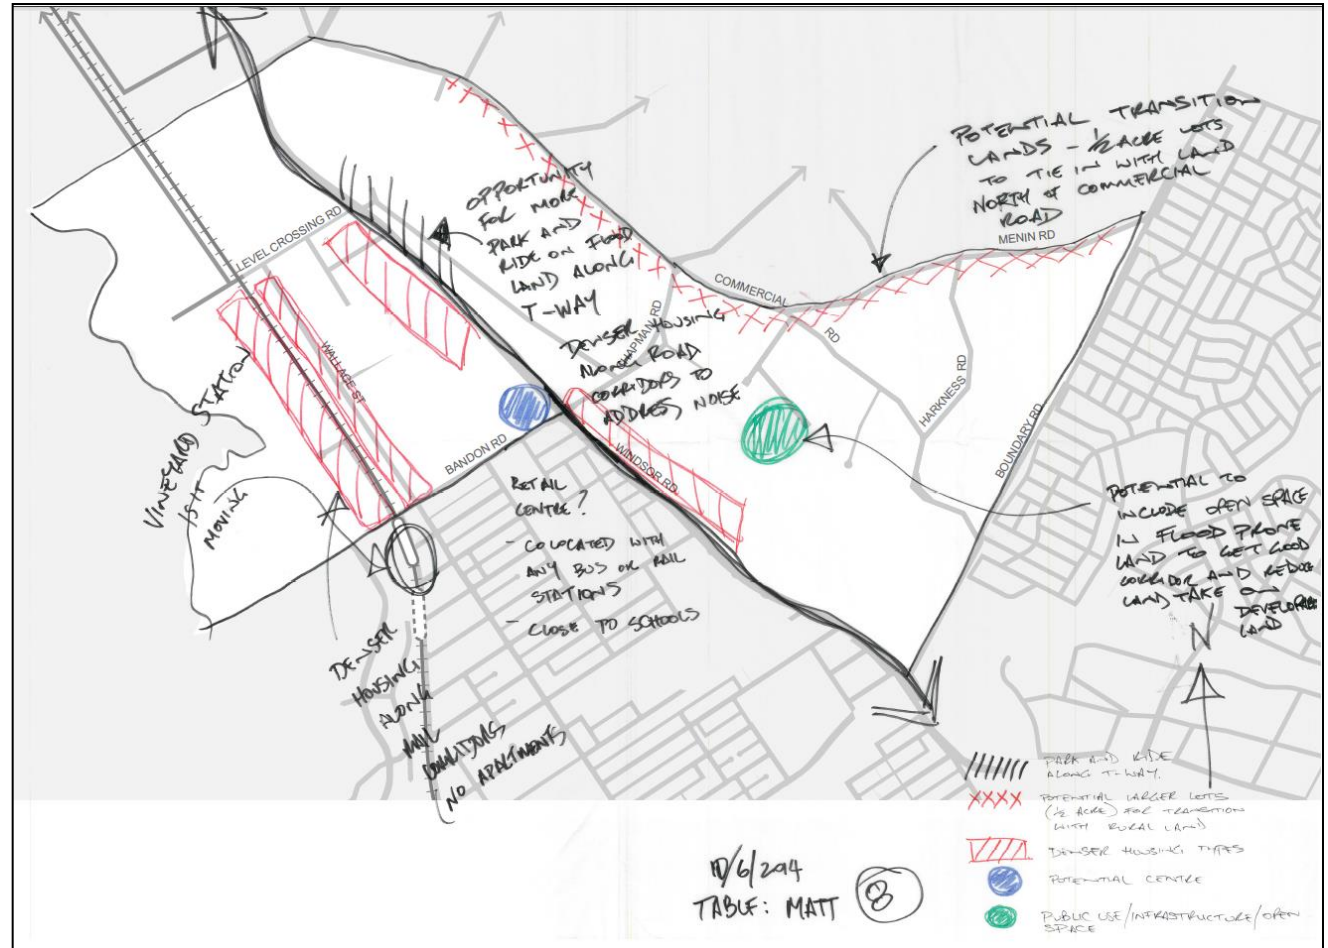 POTENTIAL TRANSITION
LANDS - ½ ACRE LOTS
TO TIE IN WITH LAND
NORTH OF COMMERCIAL
ROAD
MENIN RD
OPPORTUNITY
FOR MORE
PARK AND
RIDE ON FLOOD
LAND ALONG
T-WAY
LEVEL CROSSING RD
COMMERCIAL
RD
CHAPMAN RD
DENSER HOUSING
ALONG ROAD
CORRIDORS TO
ADDRESS NOISE
WALLACE ST
HARKNESS RD
BOUNDARY RD
BANDON RD
WINDSOR RD
VINEYARD STATION
IS IT
MOVING
RETAIL
CENTRE?
- COLOCATED WITH
ANY BUS OR RAIL
STATIONS
- CLOSE TO SCHOOLS
POTENTIAL TO
INCLUDE OPEN SPACE
IN FLOOD PRONE
LAND TO GET GOOD
CORRIDOR AND REDUCE
LAND TAKE ON
DEVELOPABLE
LAND
N
DENSER
HOUSING
ALONG
RAIL
CORRIDORS
NO APARTMENTS
PARK AND RIDE
ALONG T-WAY.
POTENTIAL LARGER LOTS
(½ ACRE) FOR TRANSITION
WITH RURAL LAND
DENSER HOUSING TYPES
POTENTIAL CENTRE
PUBLIC USE/INFRASTRUCTURE/OPEN
SPACE
TABLE: MATT